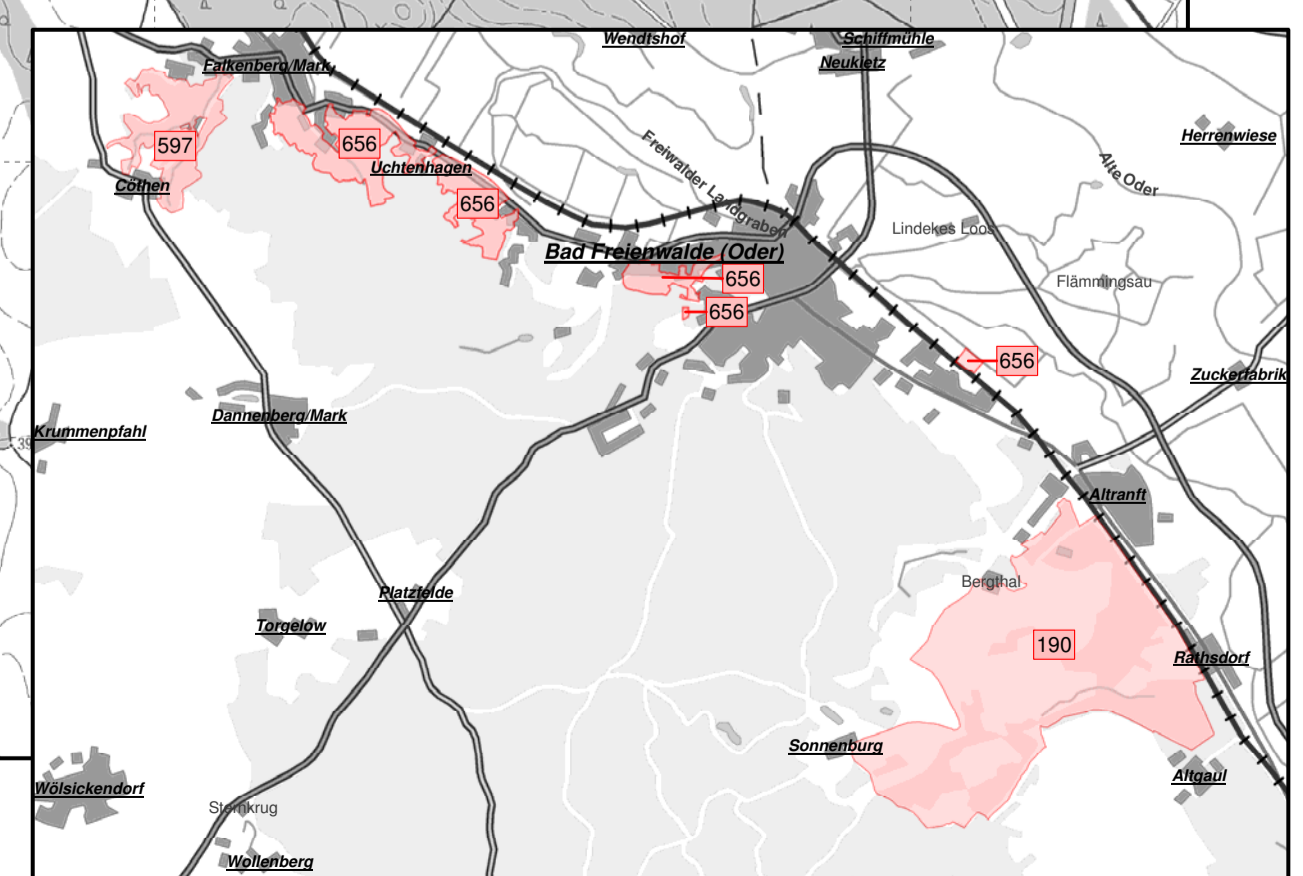 Wendtshof
Schiffmühle
Falkenberg/Mark
Neukietz
Herrenwiese
597
656
Freiwalder Landgraben
Alte Oder
Uchtenhagen
Cöthen
656
Lindekes Loos
Bad Freienwalde (Oder)
656
Flämmingsau
656
656
Zuckerfabrik
Dannenberg/Mark
Krummenpfahl
Altranft
Bergthal
Platzfelde
Torgelow
190
Rathsdorf
Sonnenburg
Altgaul
Wölsickendorf
Sternkrug
Wollenberg